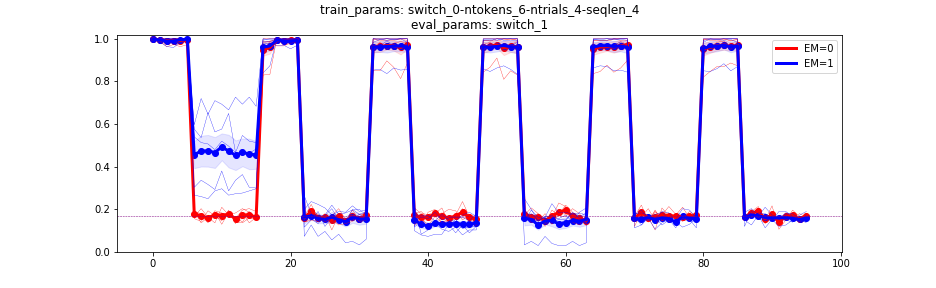 train_params: switch_0-ntokens_6-ntrials_4-seqlen_4
eval_params: switch_1
1.0
0.8
0.6
0.4
0.2
0.0
EM=0
EM=1
0 20 40 60 80 100